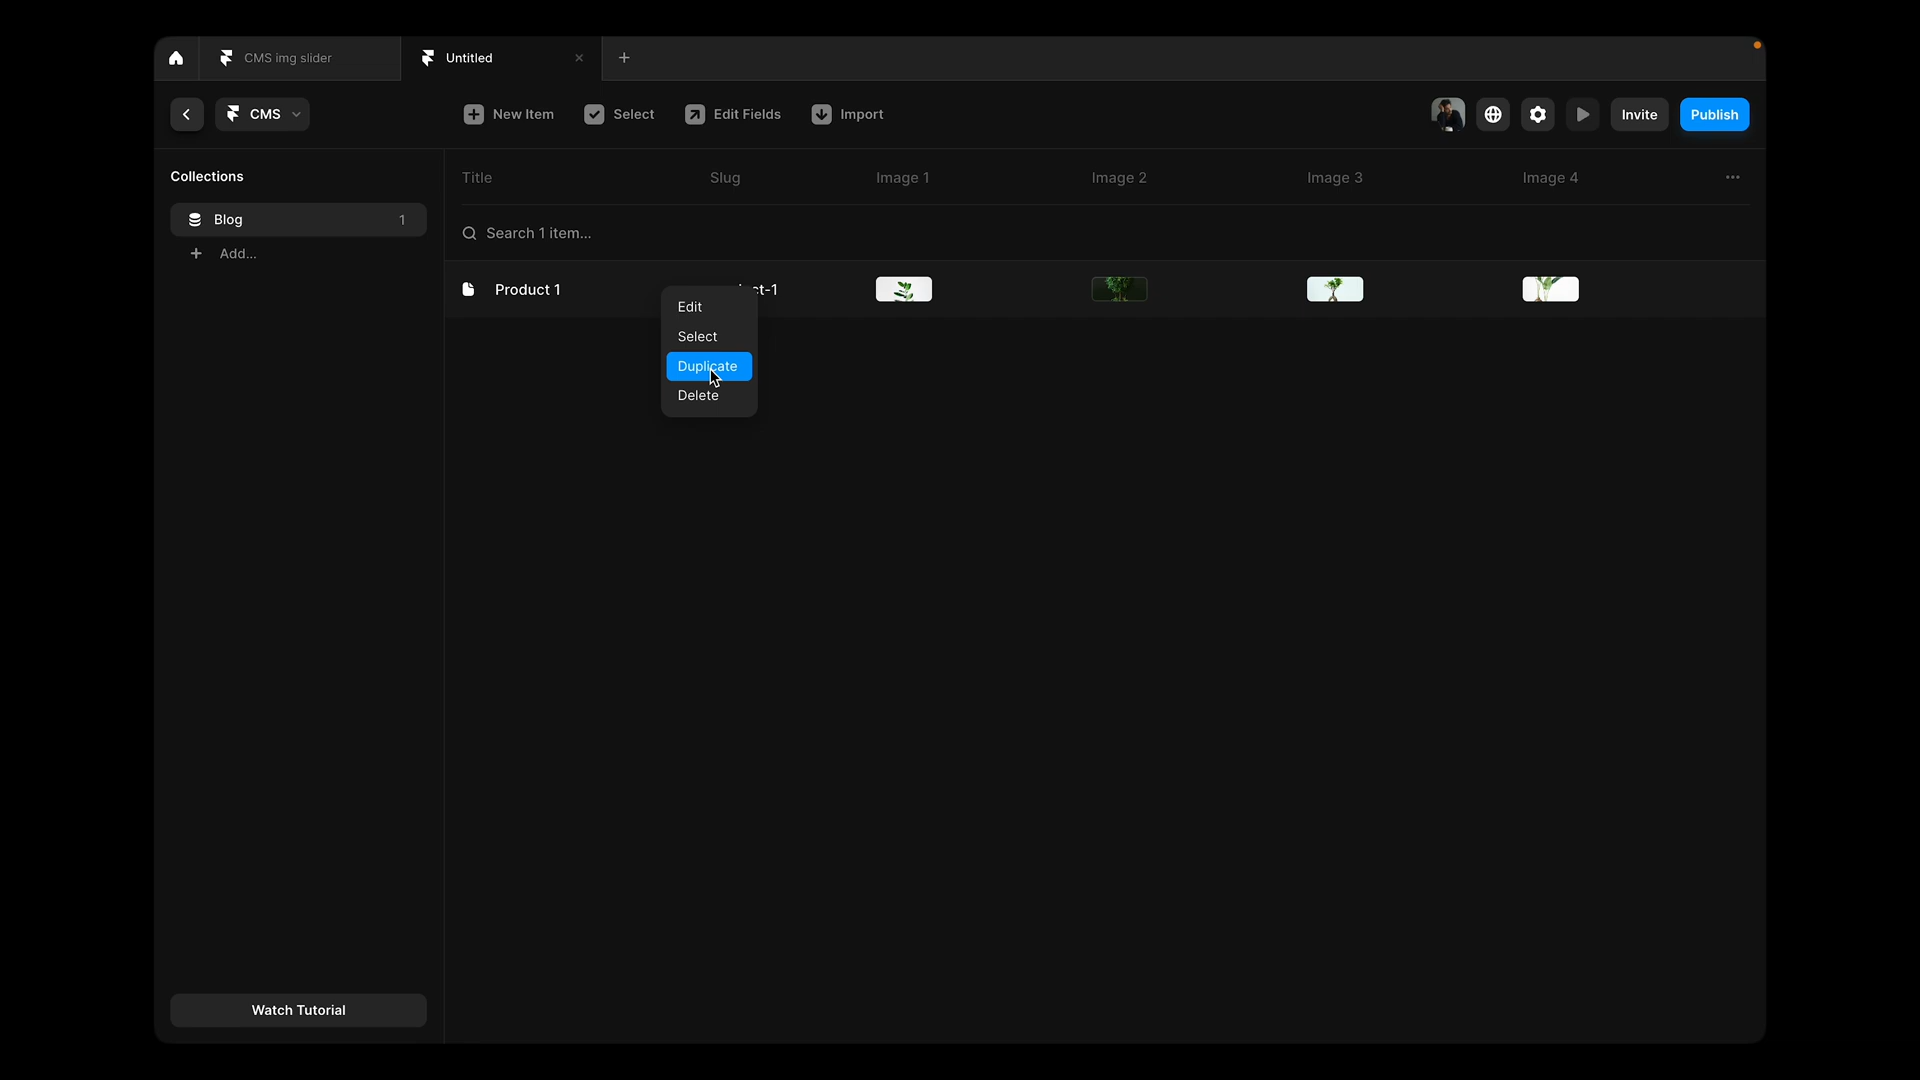 CMS img slider
Untitled
CMS
New Item
Select
Edit Fields
Import
Invite
Publish
Collections
Blog
1
Add...
Title
Slug
Image 1
Image 2
Image 3
Image 4
Search 1 item...
Product 1
Edit
Select
Duplicate
Delete
Watch Tutorial